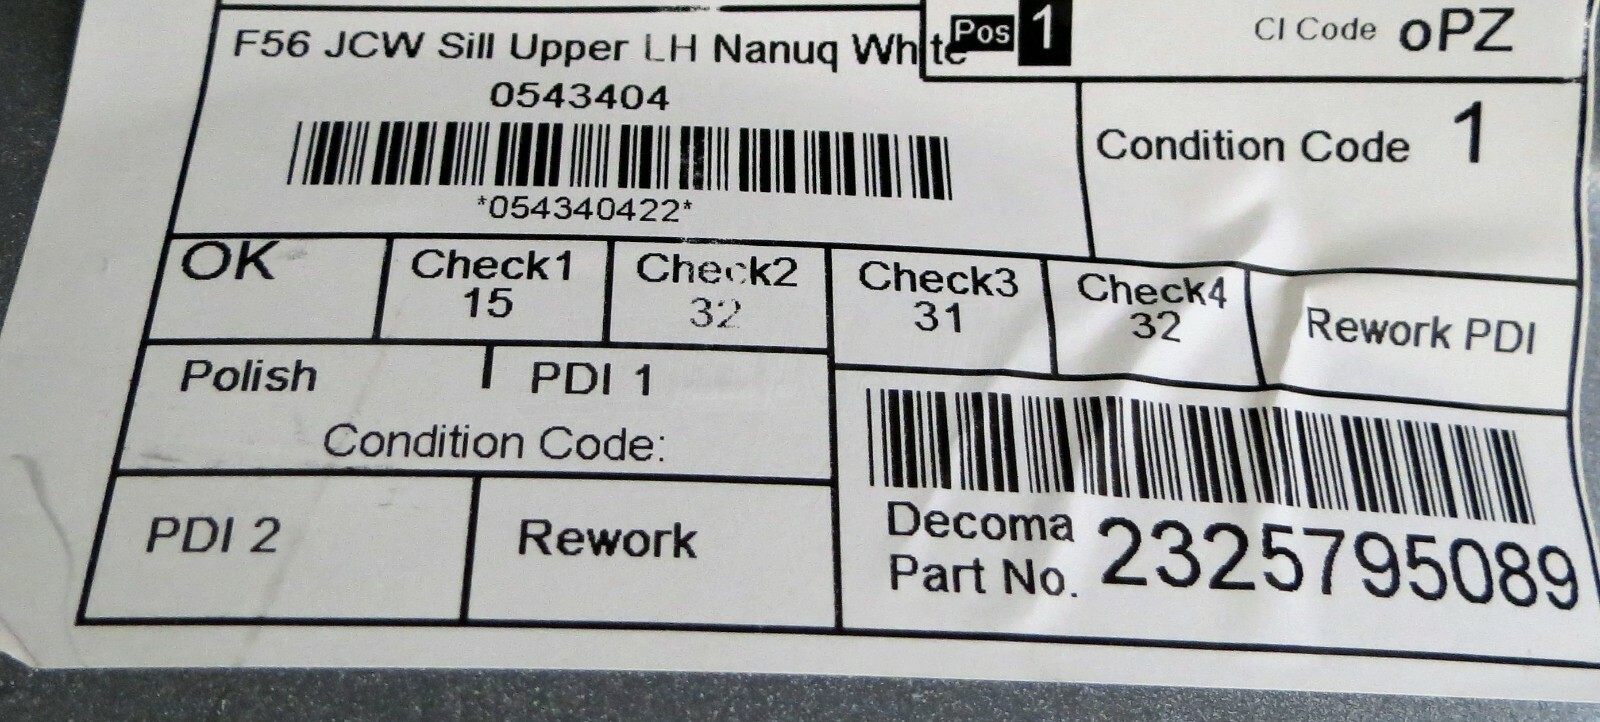 F56 JCW Sill Upper LH Nanuq White
Pos 1
CI Code oPZ
0543404
*054340422*
Condition Code 1
OK
Check1
15
Check2
32
Check3
31
Check4
32
Rework PDI
Polish
PDI 1
Condition Code:
PDI 2
Rework
Decoma
Part No. 2325795089